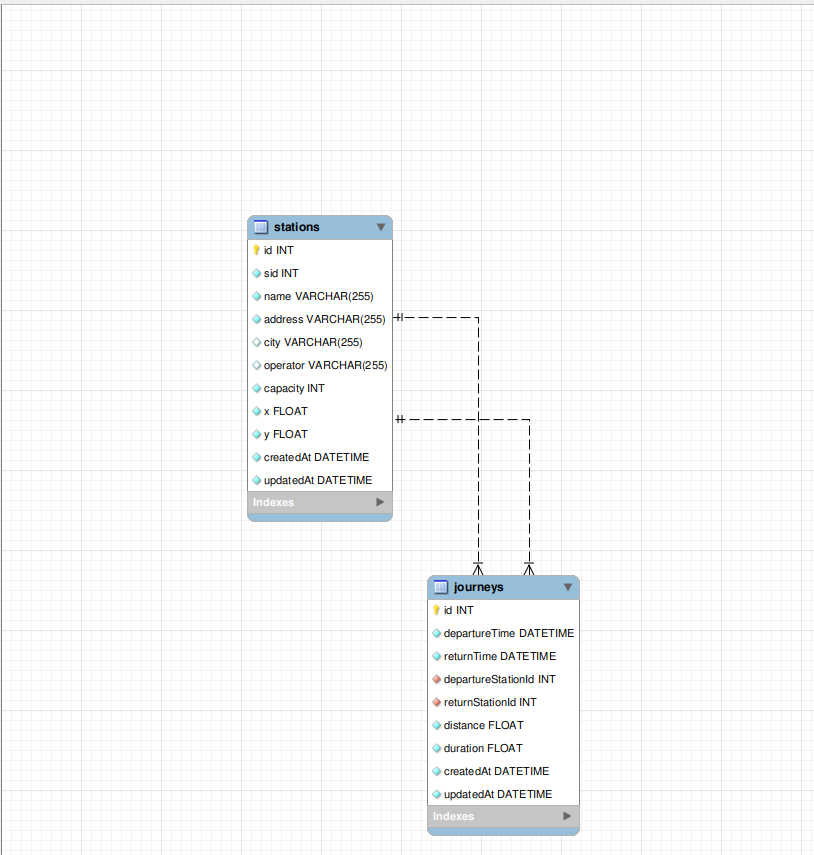 stations
id INT
sid INT
name VARCHAR(255)
address VARCHAR(255)
city VARCHAR(255)
operator VARCHAR(255)
capacity INT
x FLOAT
y FLOAT
createdAt DATETIME
updatedAt DATETIME
Indexes
journeys
id INT
departureTime DATETIME
returnTime DATETIME
departureStationId INT
returnStationId INT
distance FLOAT
duration FLOAT
createdAt DATETIME
updatedAt DATETIME
Indexes